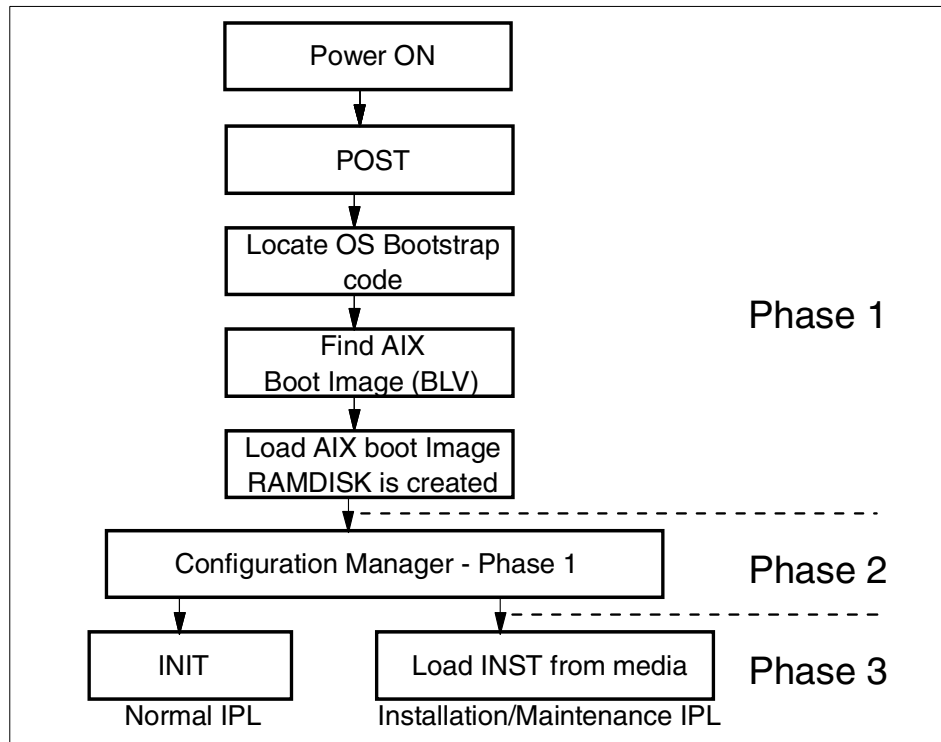 Power ON
POST
Locate OS Bootstrap
code
Find AIX
Boot Image (BLV)
Load AIX boot Image
RAMDISK is created
Phase 1
Configuration Manager - Phase 1
Phase 2
INIT
Load INST from media
Phase 3
Normal IPL
Installation/Maintenance IPL